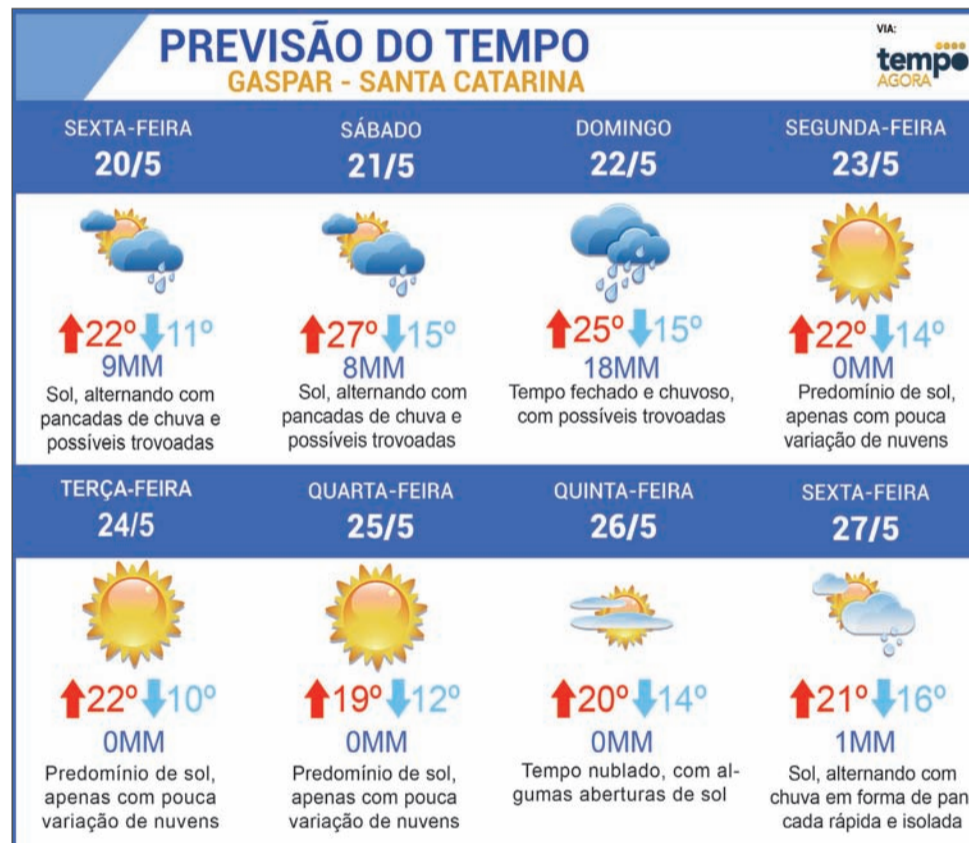 PREVISÃO DO TEMPO
GASPAR - SANTA CATARINA
VIA:
tempo
AGORA
SEXTA-FEIRA
20/5
SÁBADO
21/5
DOMINGO
22/5
SEGUNDA-FEIRA
23/5
22º 11º
9MM
Sol, alternando com
pancadas de chuva e
possíveis trovoadas
27º 15º
8MM
Sol, alternando com
pancadas de chuva e
possíveis trovoadas
25º 15º
18MM
Tempo fechado e chuvoso,
com possíveis trovoadas
22º 14º
0MM
Predomínio de sol,
apenas com pouca
variação de nuvens
TERÇA-FEIRA
24/5
QUARTA-FEIRA
25/5
QUINTA-FEIRA
26/5
SEXTA-FEIRA
27/5
22º 10º
0MM
Predomínio de sol,
apenas com pouca
variação de nuvens
19º 12º
0MM
Predomínio de sol,
apenas com pouca
variação de nuvens
20º 14º
0MM
Tempo nublado, com al-
gumas aberturas de sol
21º 16º
1MM
Sol, alternando com
chuva em forma de pan
cada rápida e isolada